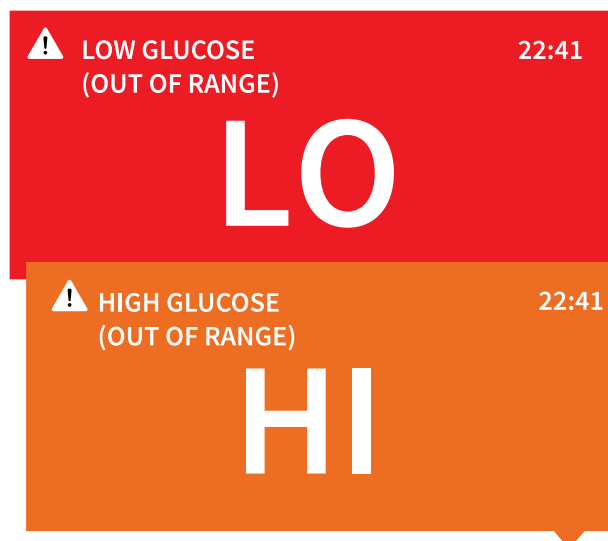 LOW GLUCOSE 22:41
(OUT OF RANGE)
LO
HIGH GLUCOSE 22:41
(OUT OF RANGE)
HI